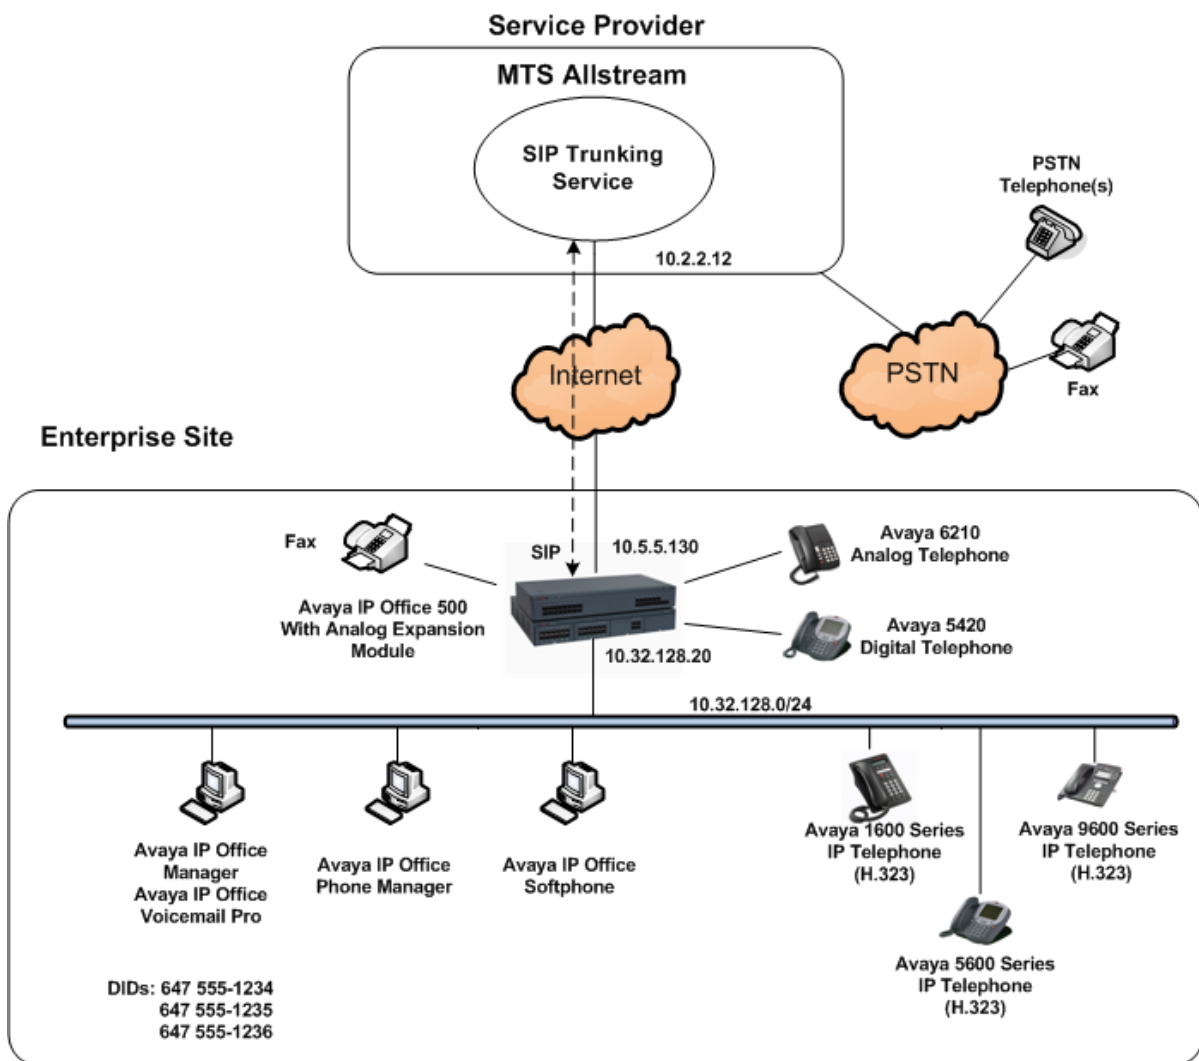 Service Provider
MTS Allstream
SIP Trunking
Service
10.2.2.12
PSTN
Telephone(s)
Internet
PSTN
Fax
Enterprise Site
Fax
SIP
10.5.5.130
Avaya 6210
Analog Telephone
Avaya IP Office 500
With Analog Expansion
Module
Avaya 5420
Digital Telephone
10.32.128.20
10.32.128.0/24
Avaya IP Office
Manager
Avaya IP Office
Voicemail Pro
Avaya IP Office
Phone Manager
Avaya IP Office
Softphone
Avaya 1600 Series
IP Telephone
(H.323)
Avaya 9600 Series
IP Telephone
(H.323)
Avaya 5600 Series
IP Telephone
(H.323)
DIDs: 647 555-1234
647 555-1235
647 555-1236